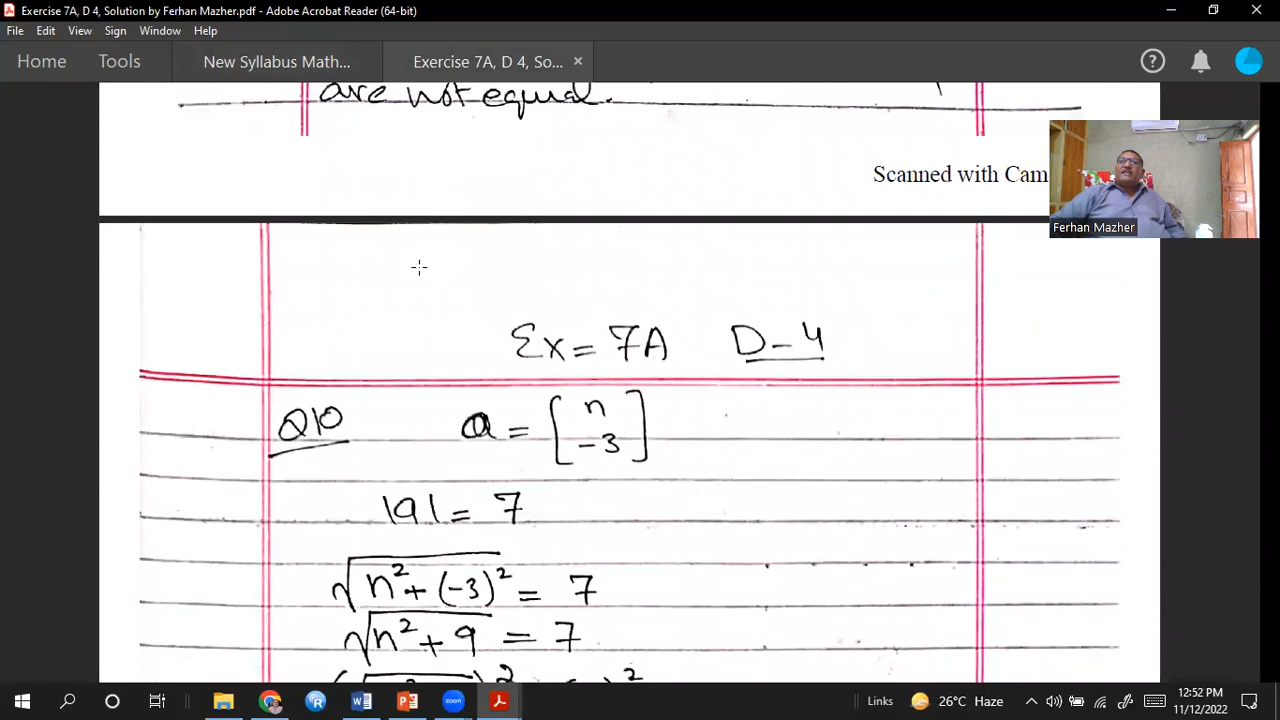 Exercise 7A, D 4, Solution by Ferhan Mazher.pdf - Adobe Acrobat Reader (64-bit)
File Edit View Sign Window Help
Home Tools New Syllabus Math... Exercise 7A, D 4, So... ×
are not equal.
Scanned with Cam
Ferhan Mazher
Ex = 7A D-4
Q10 a = [n -3]
|a| = 7
√(n² + (-3)²) = 7
√(n² + 9) = 7
Links 26°C Haze 12:52 PM
11/12/2022